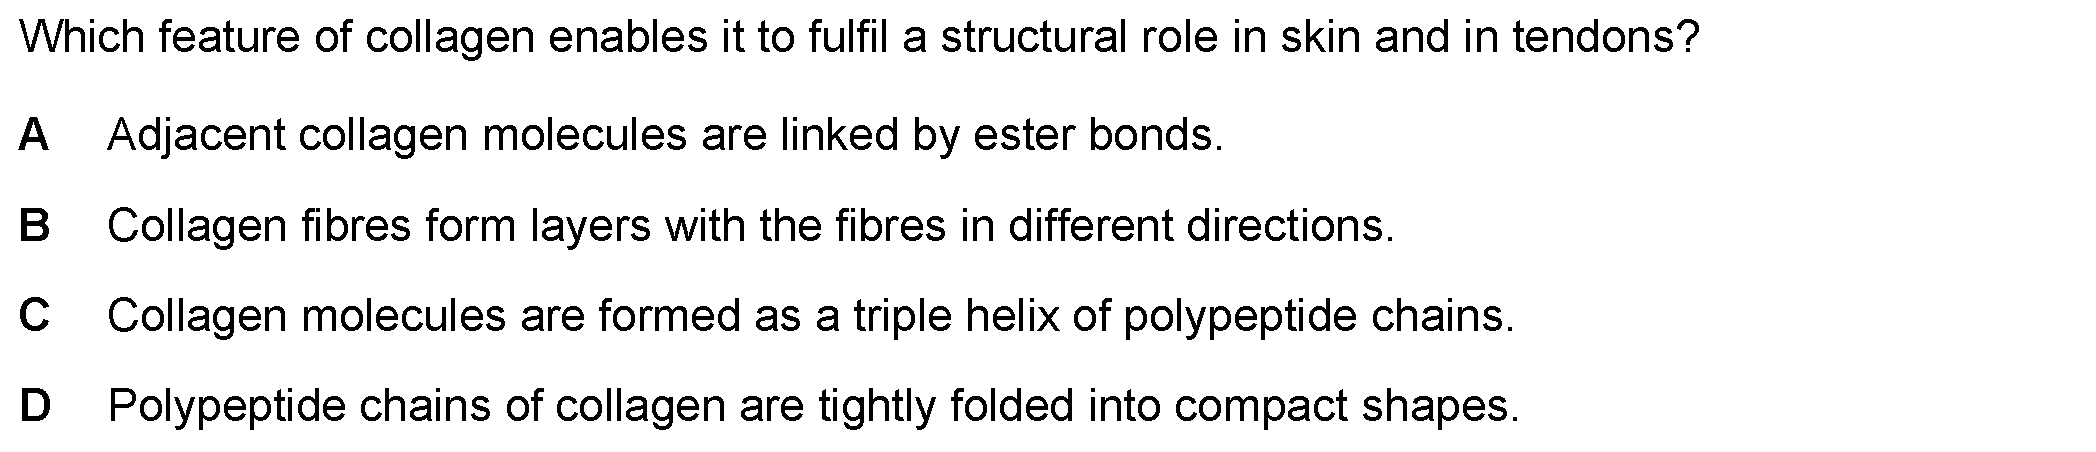 Which feature of collagen enables it to fulfil a structural role in skin and in tendons?
A Adjacent collagen molecules are linked by ester bonds.
B Collagen fibres form layers with the fibres in different directions.
C Collagen molecules are formed as a triple helix of polypeptide chains.
D Polypeptide chains of collagen are tightly folded into compact shapes.